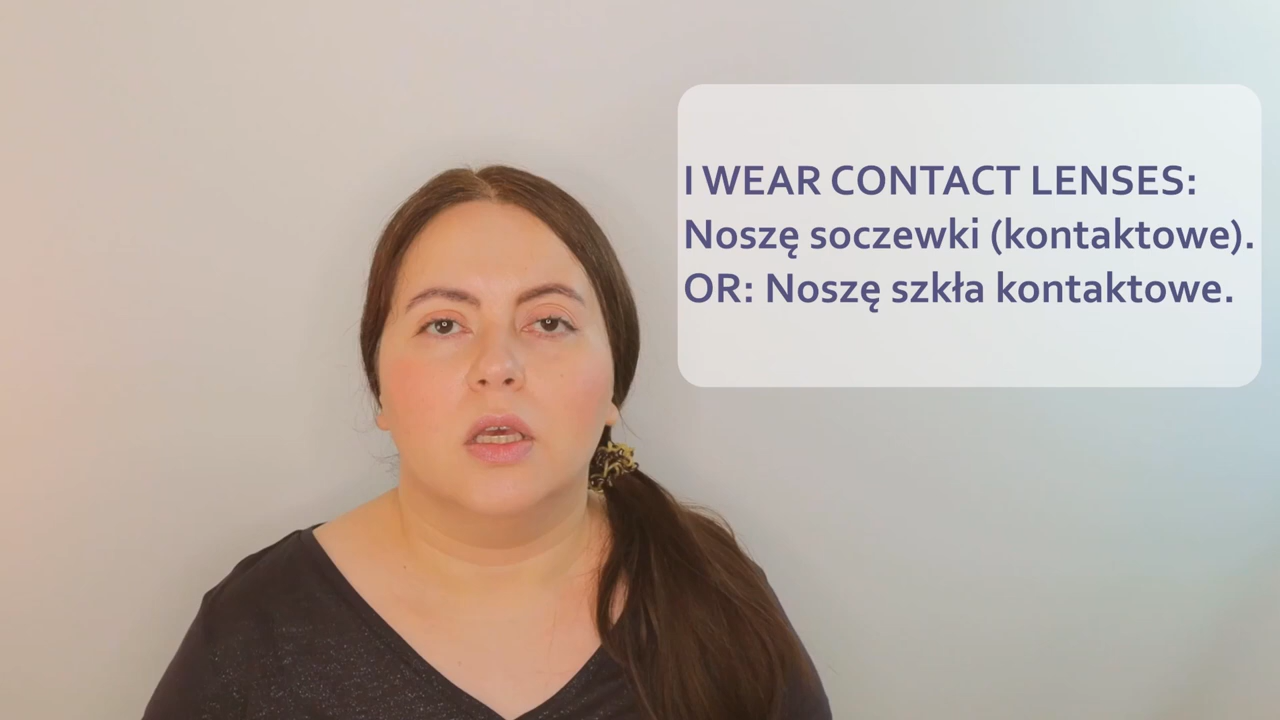 I WEAR CONTACT LENSES:
Noszę soczewki (kontaktowe).
OR: Noszę szkła kontaktowe.